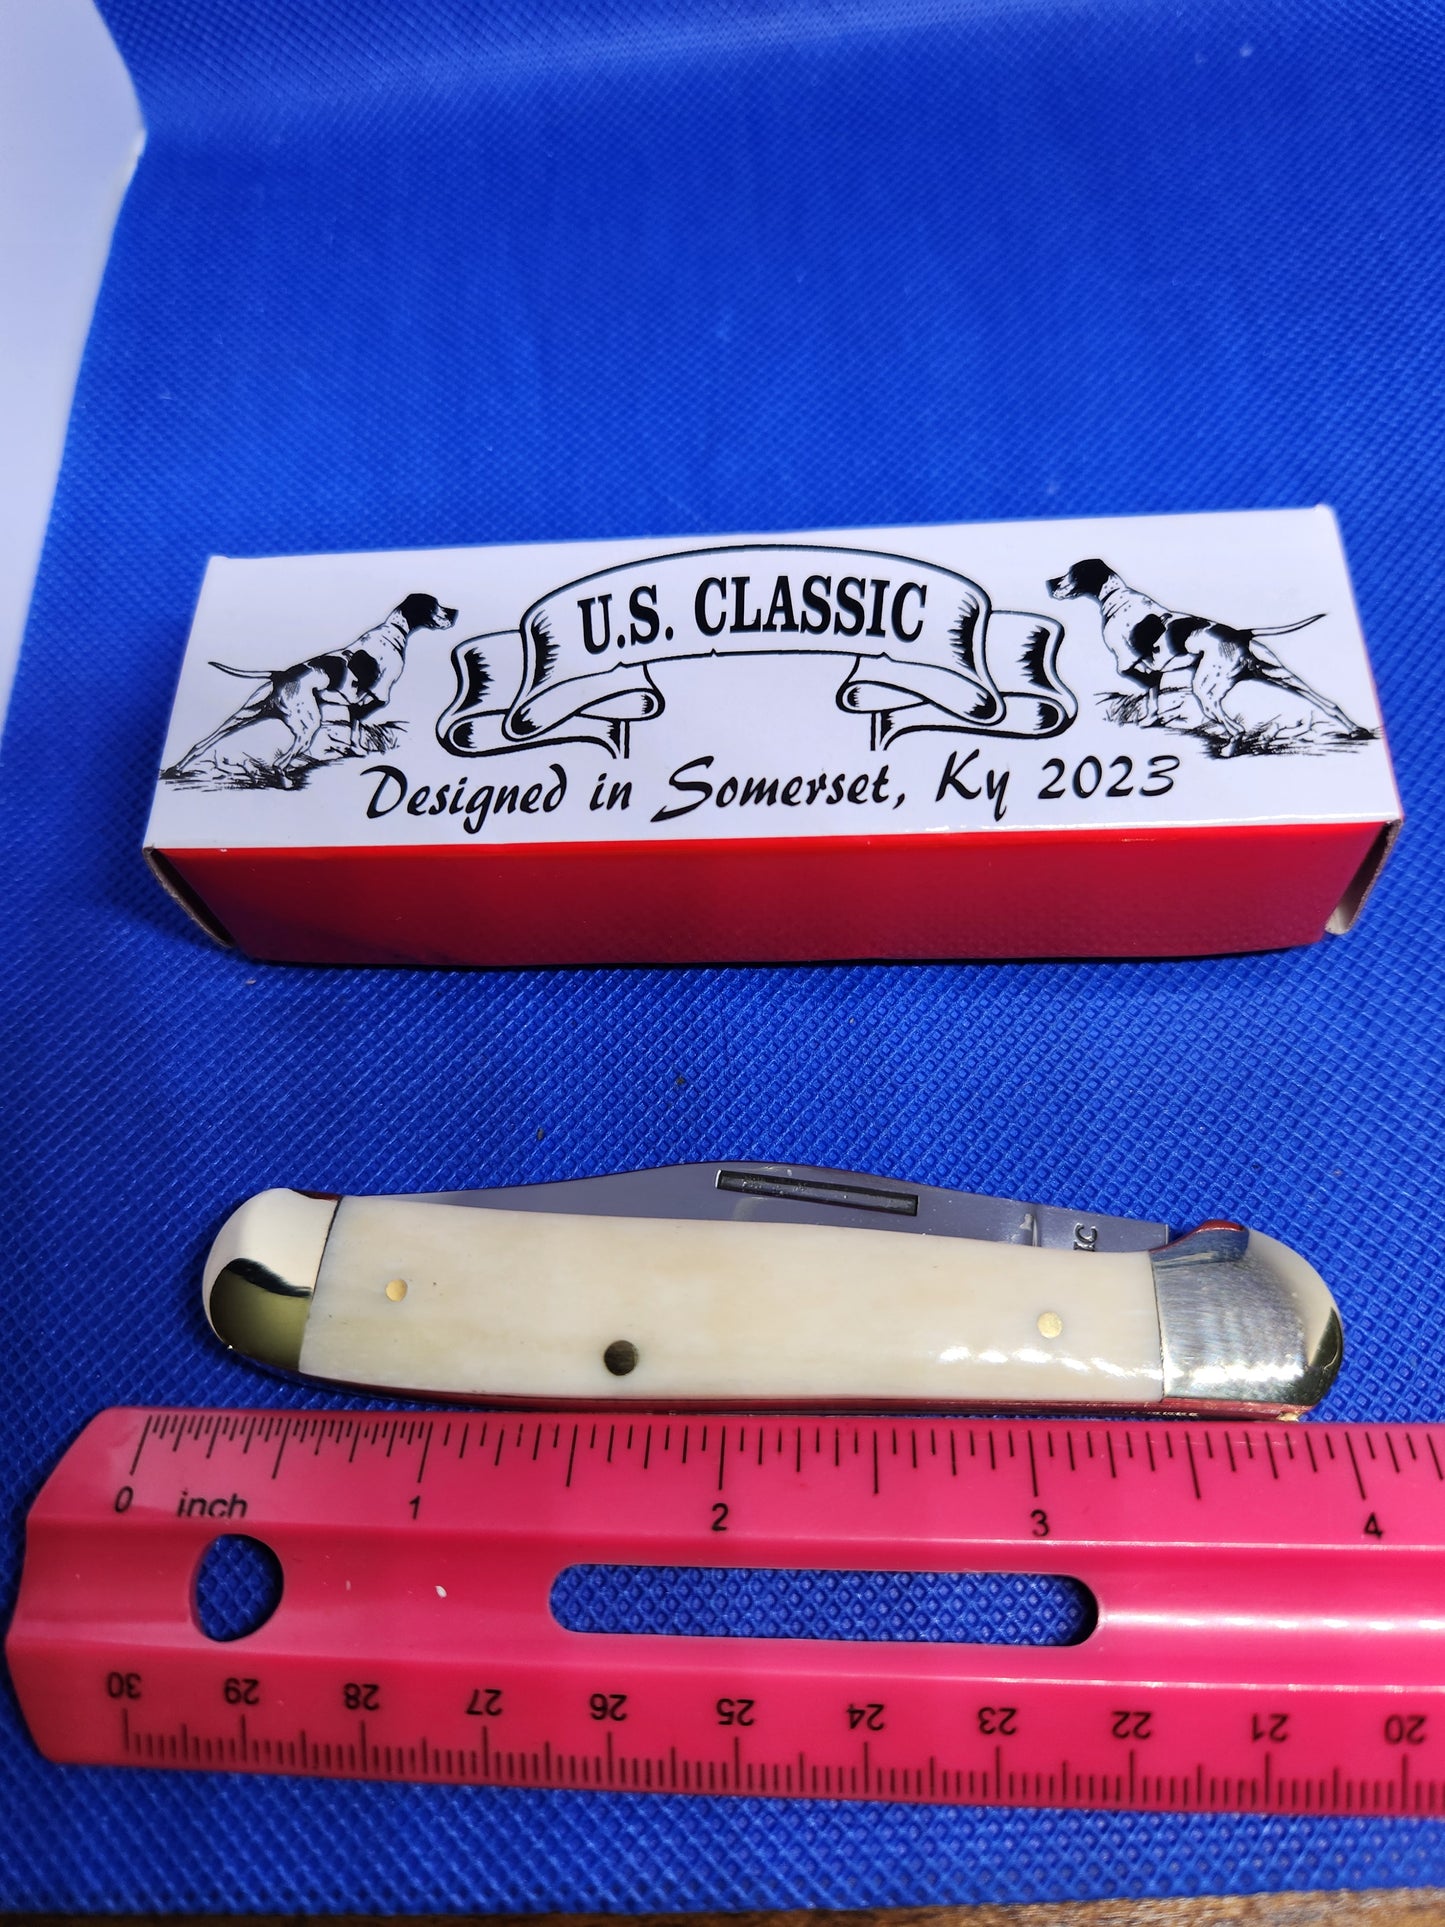 U.S. CLASSIC
Designed in Somerset, Ky 2023
IC
0 inch 1 2 3 4
30 29 28 27 26 25 24 23 22 21 20